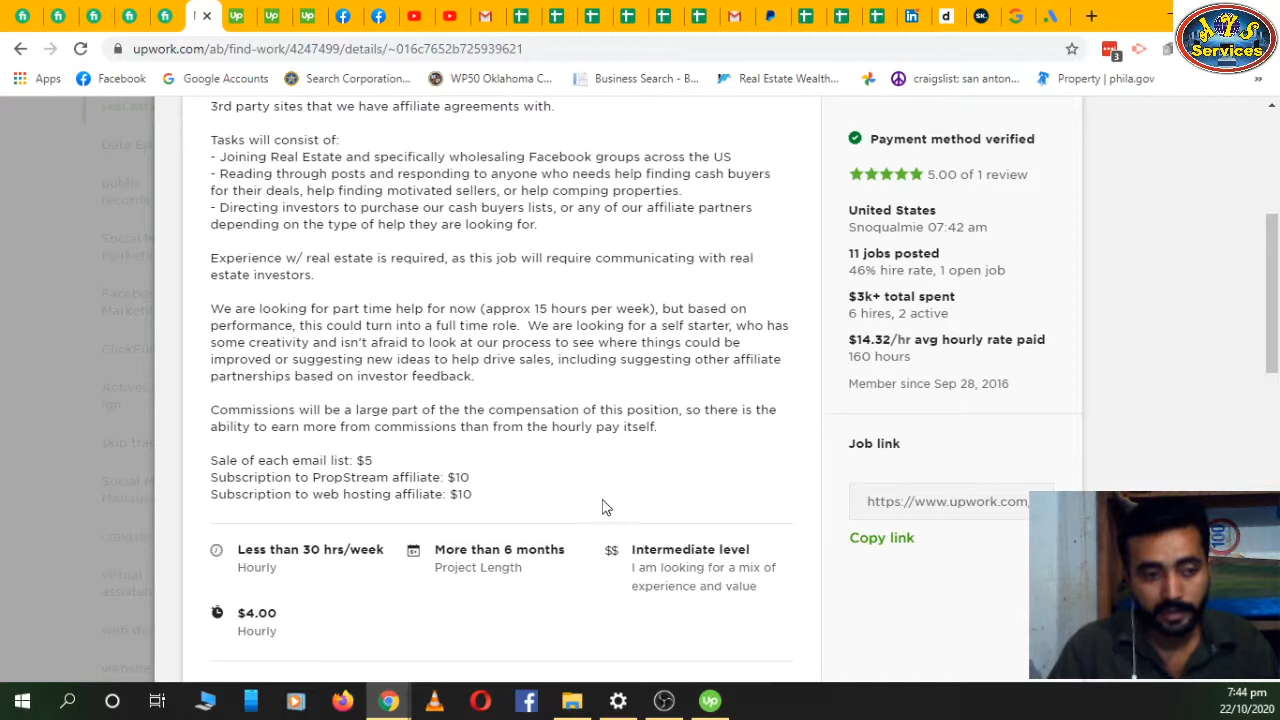 upwork.com/ab/find-work/4247499/details/~016c7652b725939621
3
AZS
Services
Apps
Facebook
Google Accounts
Search Corporation...
WP50 Oklahoma C...
Business Search - B...
Real Estate Wealth...
craigslist: san anton...
Property | phila.gov
3rd party sites that we have affiliate agreements with.
Tasks will consist of:
- Joining Real Estate and specifically wholesaling Facebook groups across the US
- Reading through posts and responding to anyone who needs help finding cash buyers
for their deals, help finding motivated sellers, or help comping properties.
- Directing investors to purchase our cash buyers lists, or any of our affiliate partners
depending on the type of help they are looking for.
Experience w/ real estate is required, as this job will require communicating with real
estate investors.
We are looking for part time help for now (approx 15 hours per week), but based on
performance, this could turn into a full time role.  We are looking for a self starter, who has
some creativity and isn't afraid to look at our process to see where things could be
improved or suggesting new ideas to help drive sales, including suggesting other affiliate
partnerships based on investor feedback.
Commissions will be a large part of the the compensation of this position, so there is the
ability to earn more from commissions than from the hourly pay itself.
Sale of each email list: $5
Subscription to PropStream affiliate: $10
Subscription to web hosting affiliate: $10
Less than 30 hrs/week
Hourly
More than 6 months
Project Length
$$
Intermediate level
I am looking for a mix of
experience and value
$4.00
Hourly
Payment method verified
5.00 of 1 review
United States
Snoqualmie 07:42 am
11 jobs posted
46% hire rate, 1 open job
$3k+ total spent
6 hires, 2 active
$14.32/hr avg hourly rate paid
160 hours
Member since Sep 28, 2016
Job link
https://www.upwork.com/
Copy link
100
7:44 pm
22/10/2020